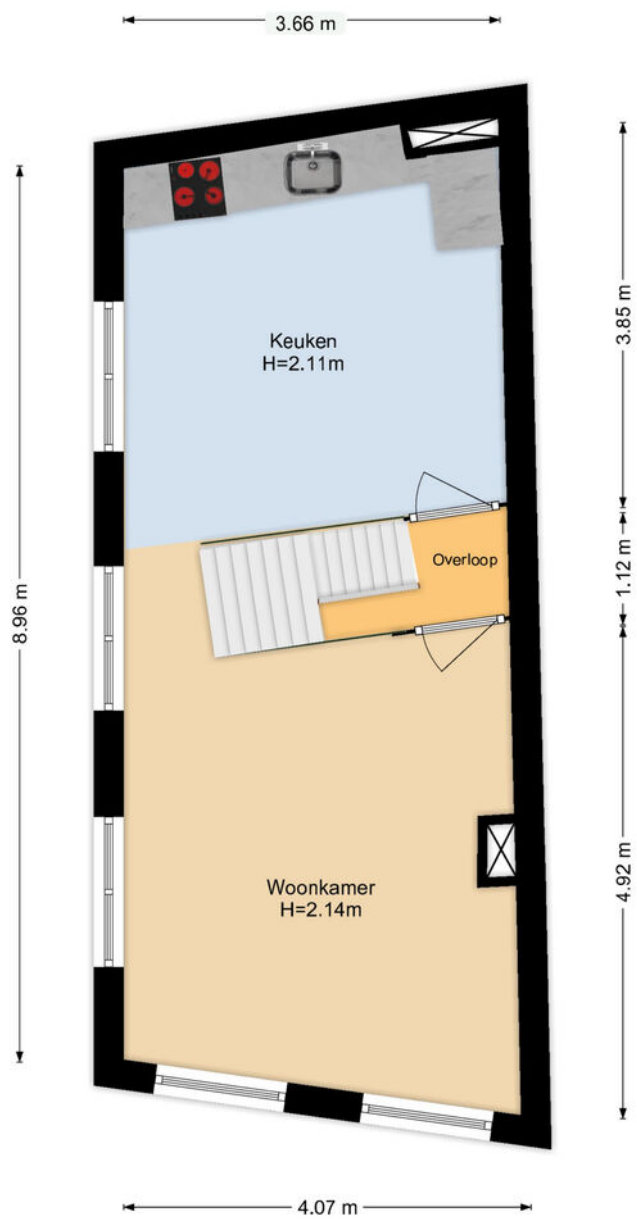 3.66 m
Keuken
H=2.11m
3.85 m
Overloop
1.12 m
8.96 m
Woonkamer
H=2.14m
4.92 m
4.07 m